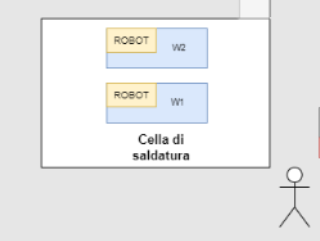 ROBOT W2
ROBOT W1
Cella di
saldatura